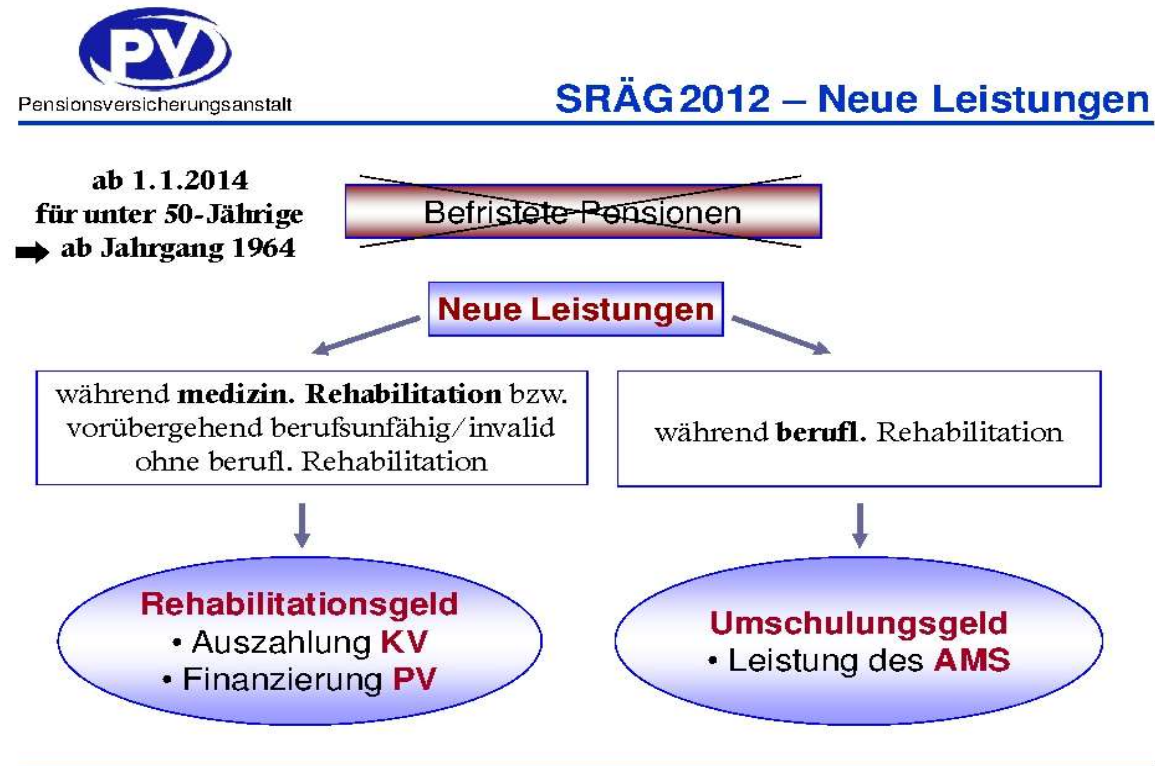 PV
Pensionsversicherungsanstalt
SRÄG 2012 – Neue Leistungen
ab 1.1.2014
für unter 50-Jährige
ab Jahrgang 1964
Befristete Pensionen
Neue Leistungen
während medizin. Rehabilitation bzw.
vorübergehend berufsunfähig/invalid
ohne berufl. Rehabilitation
während berufl. Rehabilitation
Rehabilitationsgeld
• Auszahlung KV
• Finanzierung PV
Umschulungsgeld
• Leistung des AMS